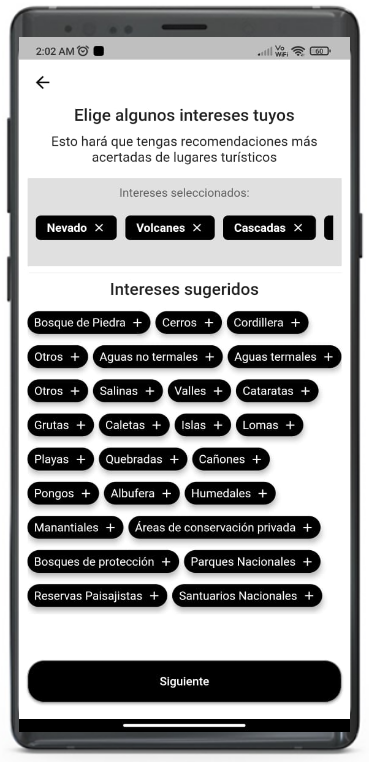 2:02 AM
Vo
WiFi
60
Elige algunos intereses tuyos
Esto hará que tengas recomendaciones más
acertadas de lugares turísticos
Intereses seleccionados:
Nevado × Volcanes × Cascadas ×
Intereses sugeridos
Bosque de Piedra + Cerros + Cordillera +
Otros + Aguas no termales + Aguas termales +
Otros + Salinas + Valles + Cataratas +
Grutas + Caletas + Islas + Lomas +
Playas + Quebradas + Cañones +
Pongos + Albufera + Humedales +
Manantiales + Áreas de conservación privada +
Bosques de protección + Parques Nacionales +
Reservas Paisajistas + Santuarios Nacionales +
Siguiente